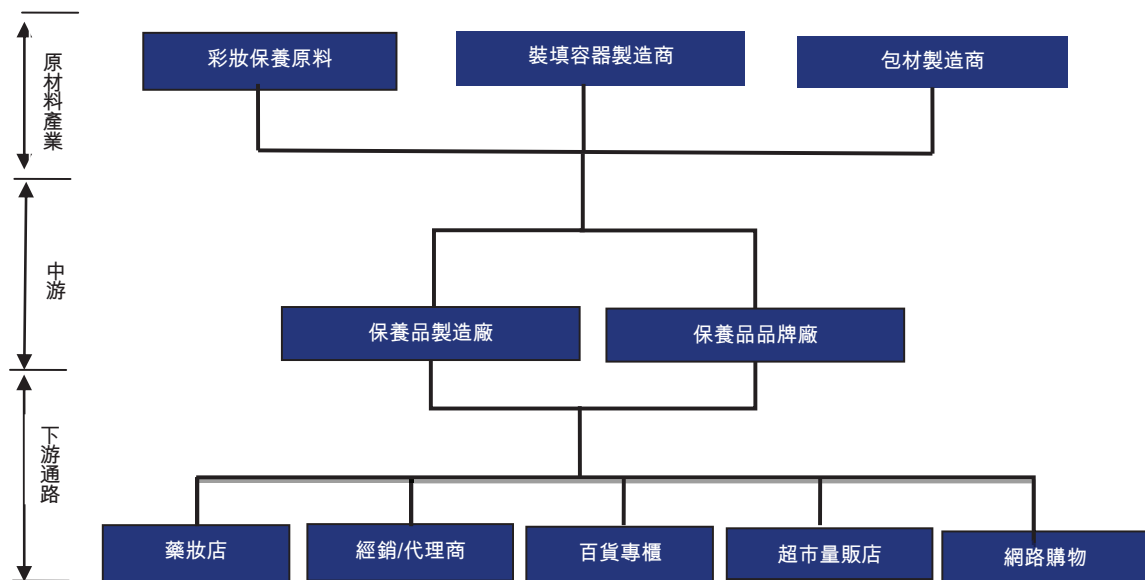 原材料產業
彩妝保養原料
裝填容器製造商
包材製造商
中游
保養品製造廠
保養品品牌廠
下游通路
藥妝店
經銷/代理商
百貨專櫃
超市量販店
網路購物